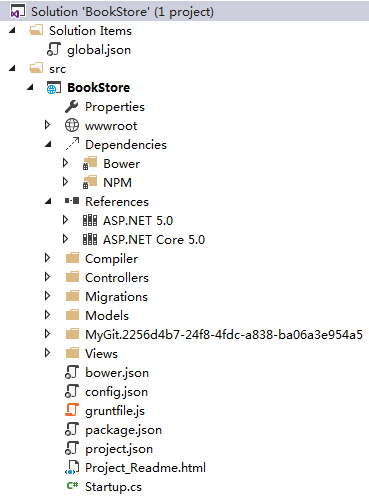 Solution 'BookStore' (1 project)
Solution Items
global.json
src
BookStore
Properties
wwwroot
Dependencies
Bower
NPM
References
ASP.NET 5.0
ASP.NET Core 5.0
Compiler
Controllers
Migrations
Models
MyGit.2256d4b7-24f8-4fdc-a838-ba06a3e954a5
Views
bower.json
config.json
gruntfile.js
package.json
project.json
Project_Readme.html
C# Startup.cs